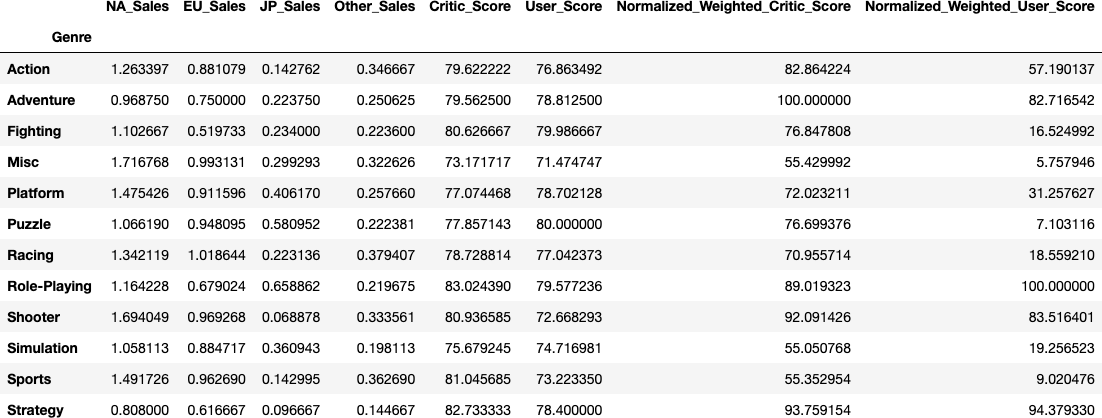 NA_Sales EU_Sales JP_Sales Other_Sales Critic_Score User_Score Normalized_Weighted_Critic_Score Normalized_Weighted_User_Score
Genre
Action 1.263397 0.881079 0.142762 0.346667 79.622222 76.863492 82.864224 57.190137
Adventure 0.968750 0.750000 0.223750 0.250625 79.562500 78.812500 100.000000 82.716542
Fighting 1.102667 0.519733 0.234000 0.223600 80.626667 79.986667 76.847808 16.524992
Misc 1.716768 0.993131 0.299293 0.322626 73.171717 71.474747 55.429992 5.757946
Platform 1.475426 0.911596 0.406170 0.257660 77.074468 78.702128 72.023211 31.257627
Puzzle 1.066190 0.948095 0.580952 0.222381 77.857143 80.000000 76.699376 7.103116
Racing 1.342119 1.018644 0.223136 0.379407 78.728814 77.042373 70.955714 18.559210
Role-Playing 1.164228 0.679024 0.658862 0.219675 83.024390 79.577236 89.019323 100.000000
Shooter 1.694049 0.969268 0.068878 0.333561 80.936585 72.668293 92.091426 83.516401
Simulation 1.058113 0.884717 0.360943 0.198113 75.679245 74.716981 55.050768 19.256523
Sports 1.491726 0.962690 0.142995 0.362690 81.045685 73.223350 55.352954 9.020476
Strategy 0.808000 0.616667 0.096667 0.144667 82.733333 78.400000 93.759154 94.379330